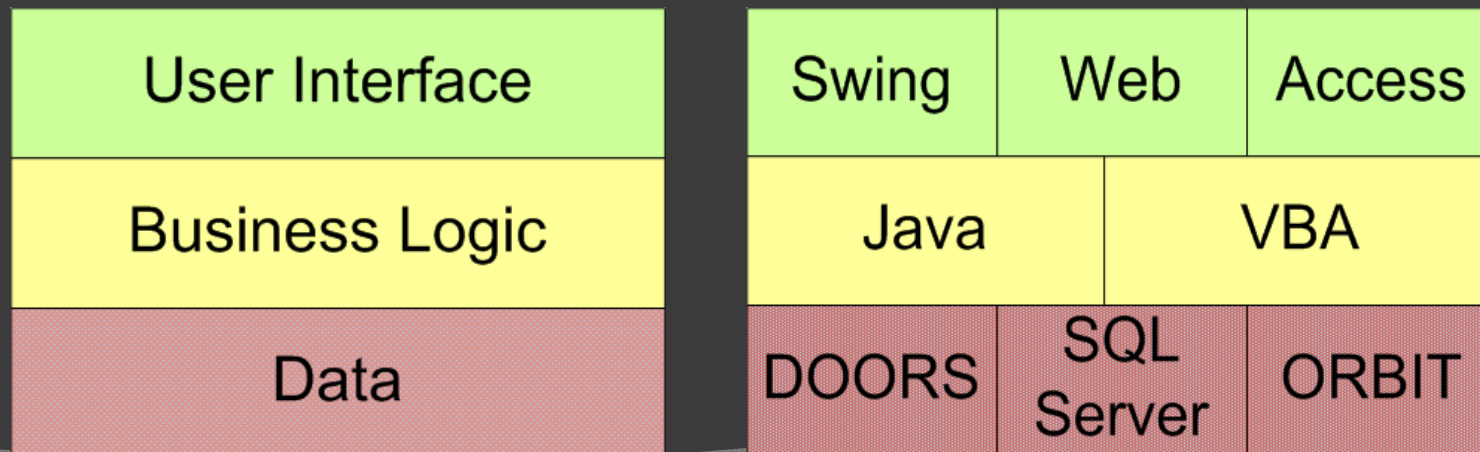 User Interface
Business Logic
Data
Swing
Web
Access
Java
VBA
DOORS
SQL
Server
ORBIT